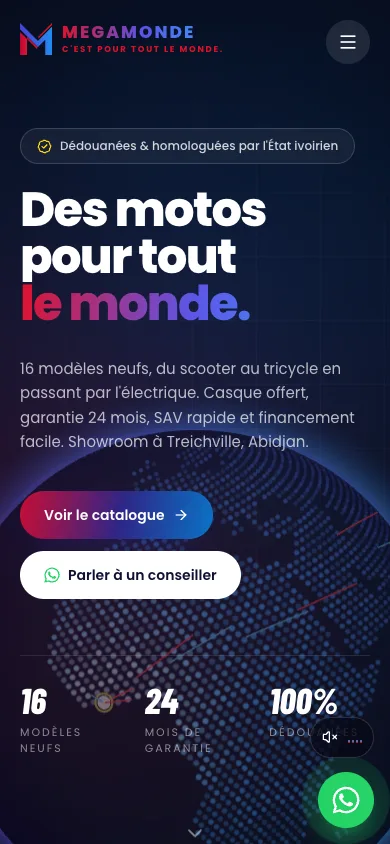 MEGAMONDE
C'EST POUR TOUT LE MONDE.
Dédouanées & homologuées par l'État ivoirien
Des motos
pour tout
le monde.
16 modèles neufs, du scooter au tricycle en
passant par l'électrique. Casque offert,
garantie 24 mois, SAV rapide et financement
facile. Showroom à Treichville, Abidjan.
Voir le catalogue
Parler à un conseiller
16
MODÈLES
NEUFS
24
MOIS DE
GARANTIE
100%